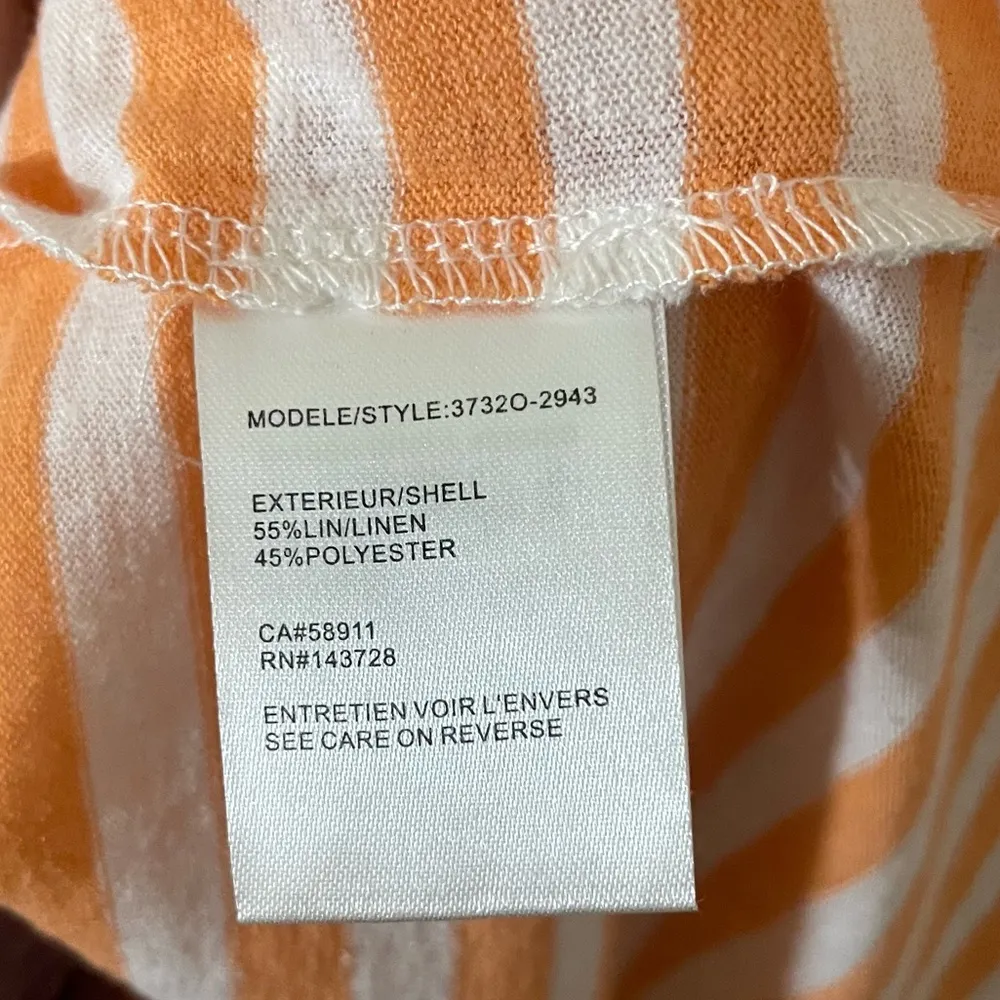 MODELE/STYLE:3732O-2943
EXTERIEUR/SHELL
55%LIN/LINEN
45%POLYESTER
CA#58911
RN#143728
ENTRETIEN VOIR L'ENVERS
SEE CARE ON REVERSE